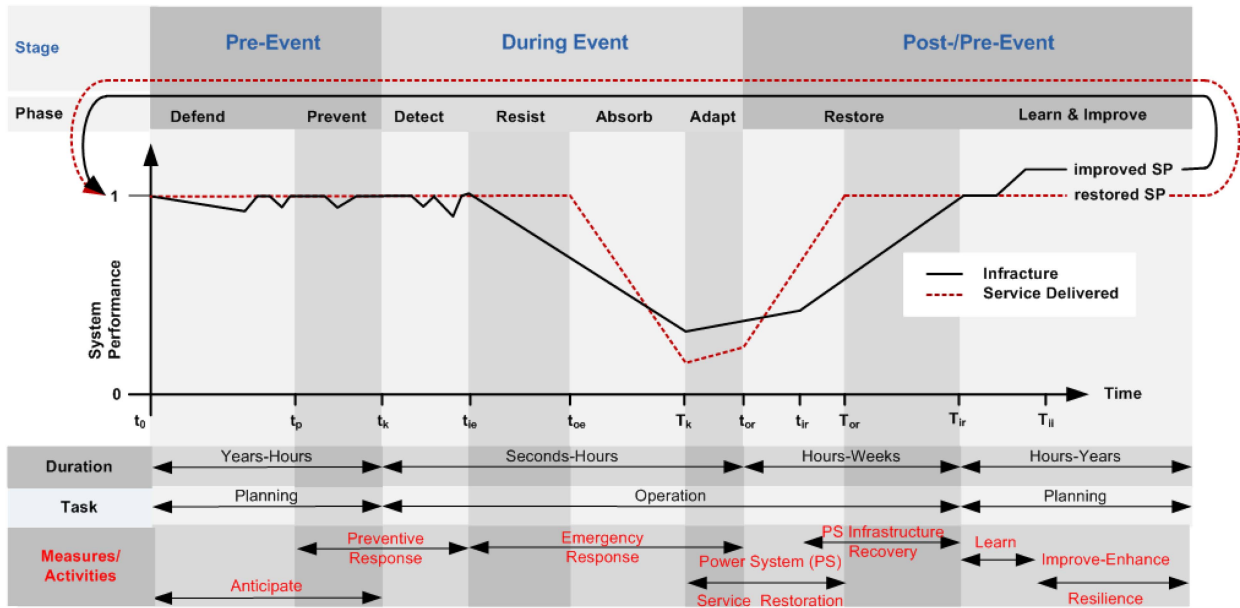 Stage
Pre-Event
During Event
Post-/Pre-Event
Phase
Defend
Prevent
Detect
Resist
Absorb
Adapt
Restore
Learn & Improve
improved SP
restored SP
1
System
Performance
Infracture
Service Delivered
0
Time
t0
tp
tk
tie
toe
Tk
tor
tir
Tor
Tir
Tii
Duration
Years-Hours
Seconds-Hours
Hours-Weeks
Hours-Years
Task
Planning
Operation
Planning
Measures/
Activities
Preventive
Response
Emergency
Response
PS Infrastructure
Recovery
Learn
Power System (PS)
Service Restoration
Improve-Enhance
Resilience
Anticipate